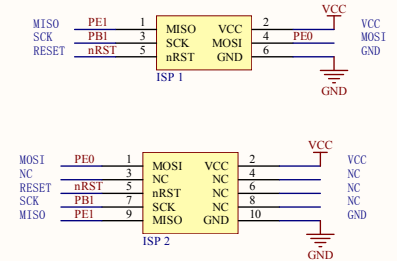 VCC
MISO PE1 1 MISO VCC 2 VCC
SCK PB1 3 SCK MOSI 4 PE0 MOSI
RESET nRST 5 nRST GND 6 GND
ISP 1
GND
VCC
MOSI PE0 1 MOSI VCC 2 VCC
NC 3 NC NC 4 NC
RESET nRST 5 nRST NC 6 NC
SCK PB1 7 SCK NC 8 NC
MISO PE1 9 MISO GND 10 GND
ISP 2
GND